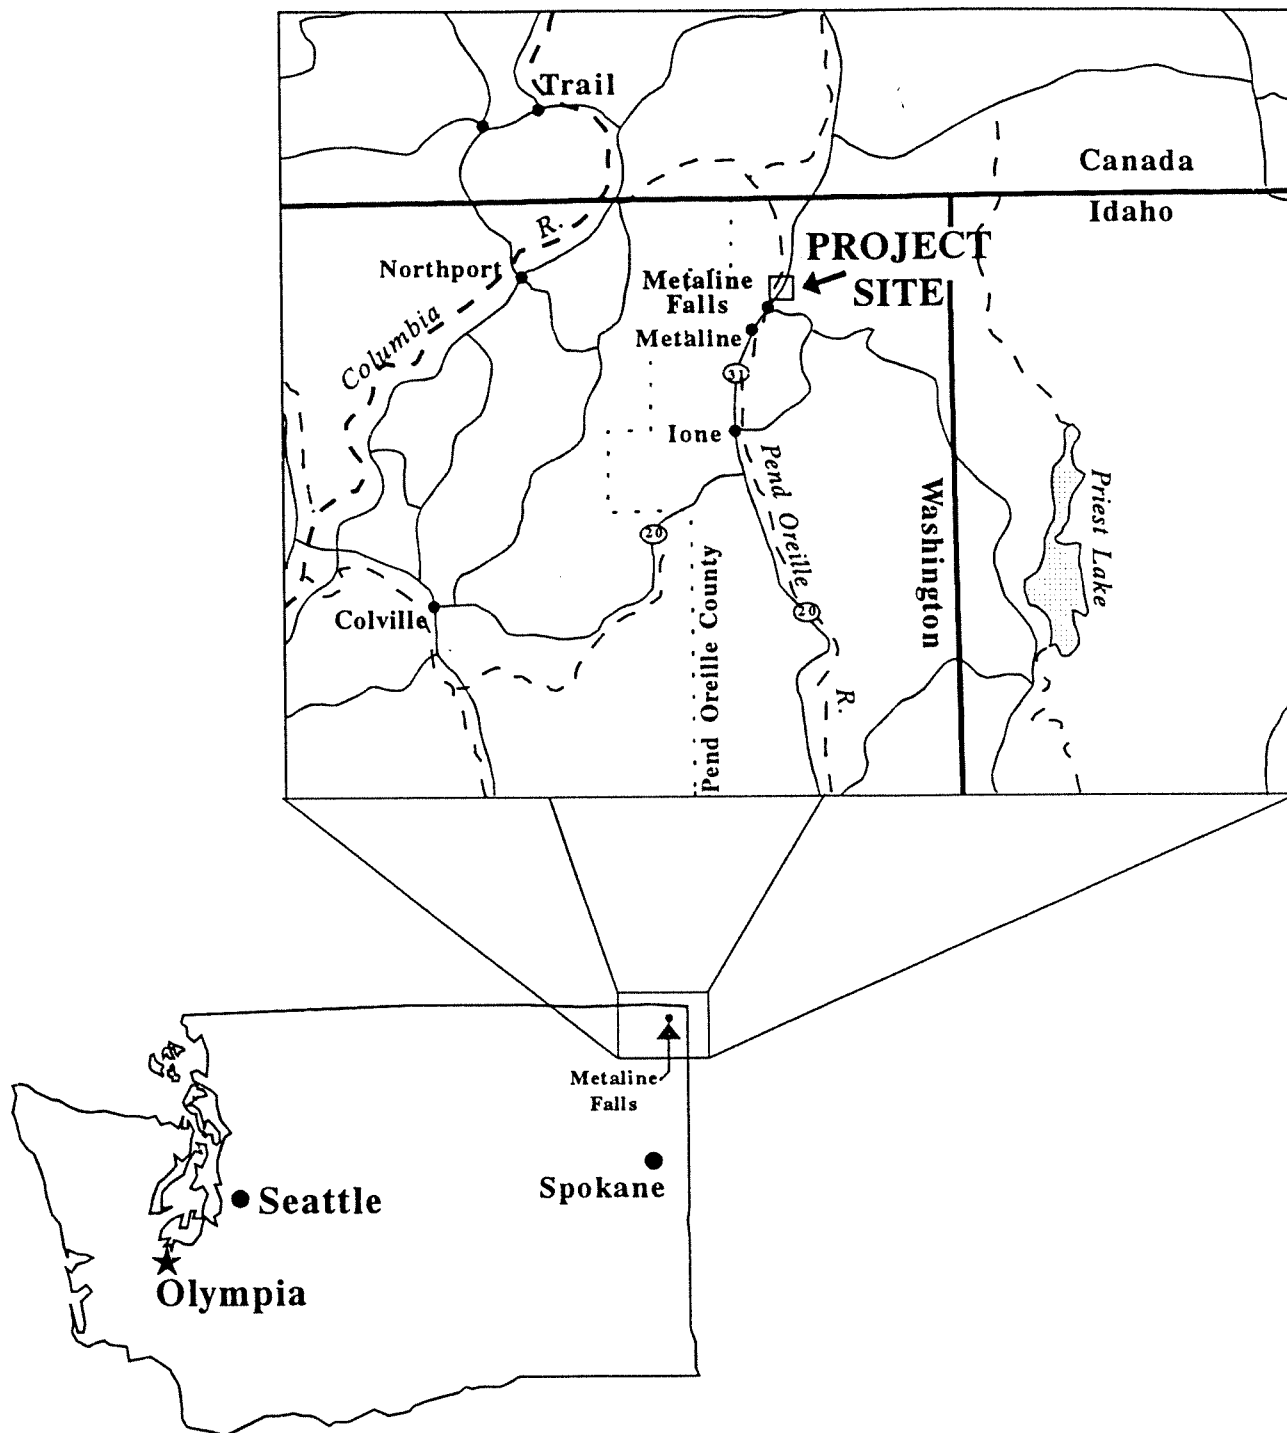 Trail
Canada
Idaho
R.
PROJECT
SITE
Northport
Metaline
Falls
Metaline
Columbia
31
Ione
Pend Oreille
Washington
Priest Lake
20
Pend Oreille County
20
Colville
R.
Metaline
Falls
Spokane
Seattle
Olympia